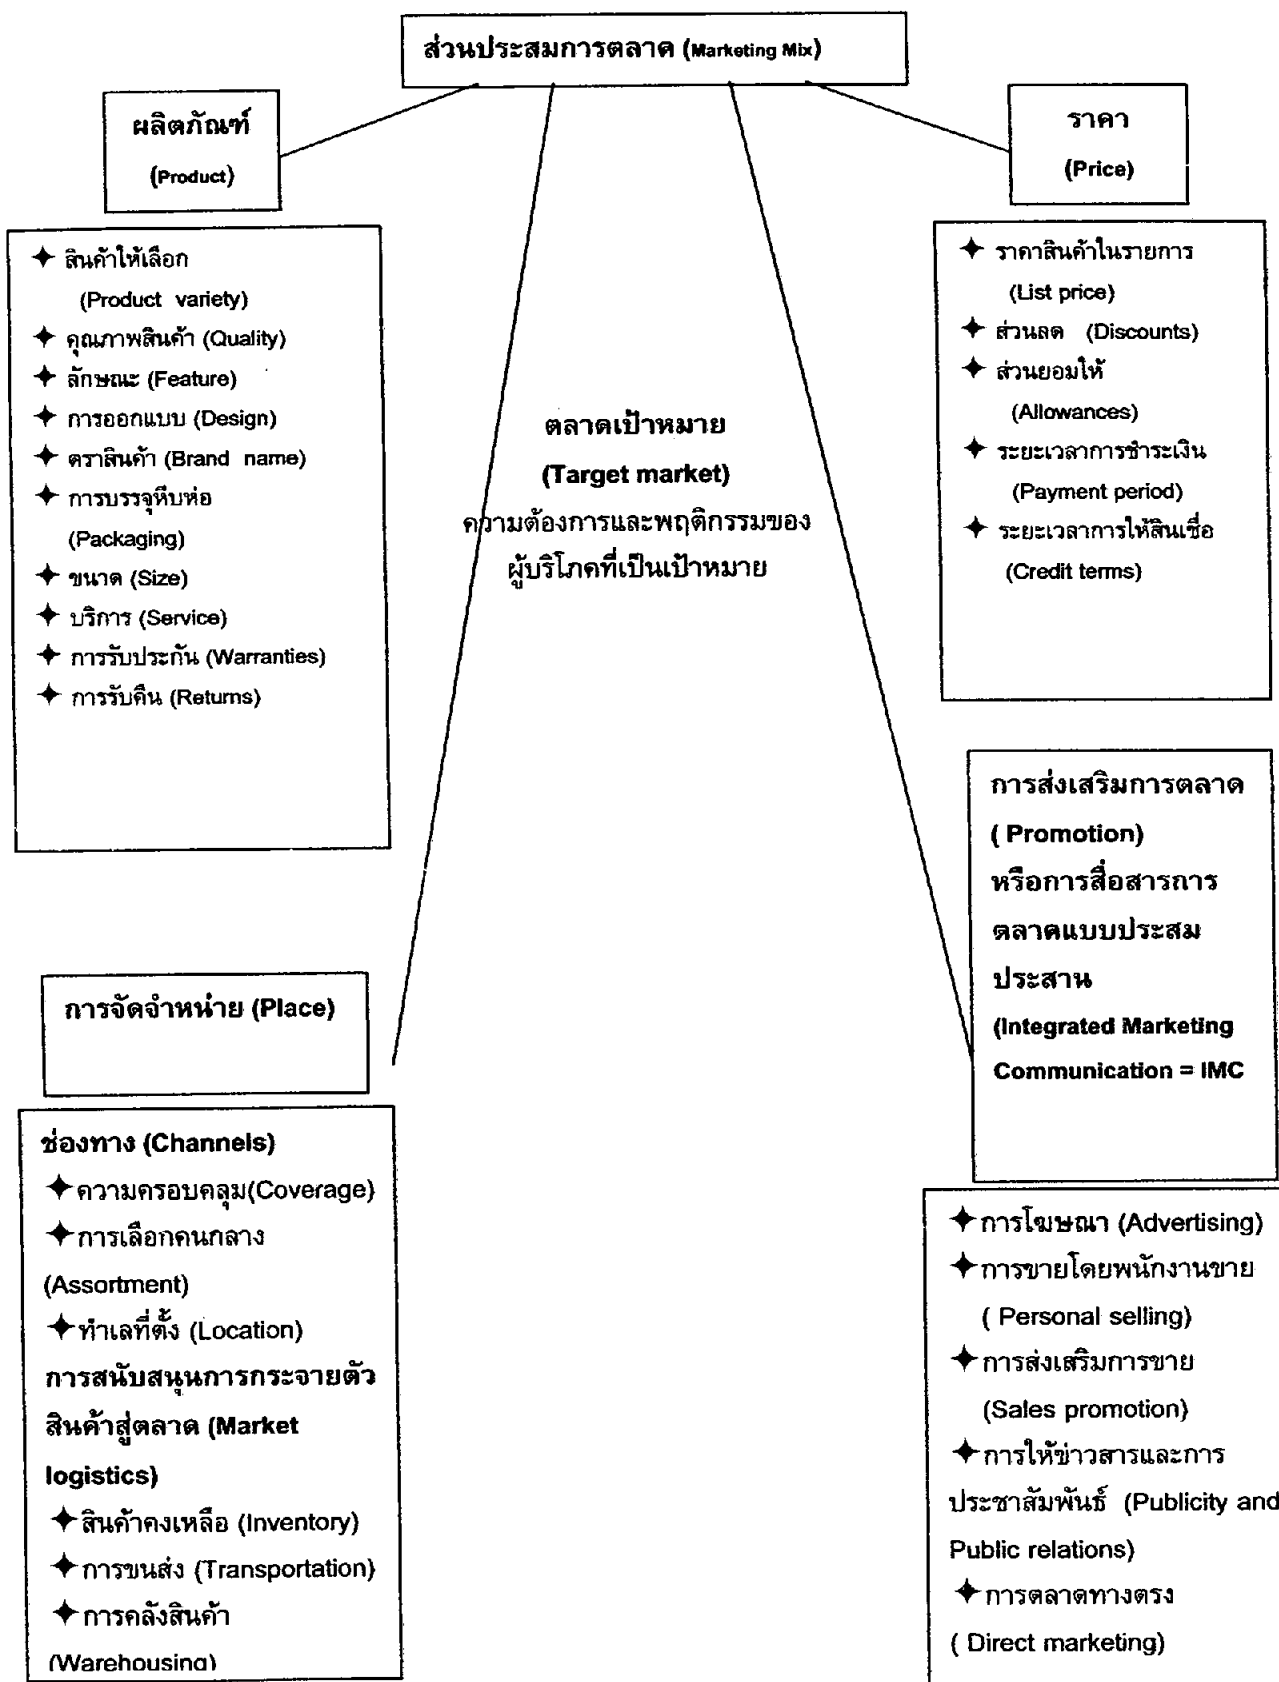 ส่วนประสมการตลาด (Marketing Mix)
ผลิตภัณฑ์
(Product)
ราคา
(Price)
✦ สินค้าให้เลือก
(Product variety)
✦ คุณภาพสินค้า (Quality)
✦ ลักษณะ (Feature)
✦ การออกแบบ (Design)
✦ ตราสินค้า (Brand name)
✦ การบรรจุหีบห่อ
(Packaging)
✦ ขนาด (Size)
✦ บริการ (Service)
✦ การรับประกัน (Warranties)
✦ การรับคืน (Returns)
ตลาดเป้าหมาย
(Target market)
ความต้องการและพฤติกรรมของ
ผู้บริโภคที่เป็นเป้าหมาย
✦ ราคาสินค้าในรายการ
(List price)
✦ ส่วนลด (Discounts)
✦ ส่วนยอมให้
(Allowances)
✦ ระยะเวลาการชำระเงิน
(Payment period)
✦ ระยะเวลาการให้สินเชื่อ
(Credit terms)
การจัดจำหน่าย (Place)
ช่องทาง (Channels)
✦ความครอบคลุม(Coverage)
✦การเลือกคนกลาง
(Assortment)
✦ทำเลที่ตั้ง (Location)
การสนับสนุนการกระจายตัว
สินค้าสู่ตลาด (Market
logistics)
✦สินค้าคงเหลือ (Inventory)
✦การขนส่ง (Transportation)
✦การคลังสินค้า
(Warehousing)
การส่งเสริมการตลาด
( Promotion)
หรือการสื่อสารการ
ตลาดแบบประสม
ประสาน
(Integrated Marketing
Communication = IMC
✦การโฆษณา (Advertising)
✦การขายโดยพนักงานขาย
( Personal selling)
✦การส่งเสริมการขาย
(Sales promotion)
✦การให้ข่าวสารและการ
ประชาสัมพันธ์ (Publicity and
Public relations)
✦การตลาดทางตรง
( Direct marketing)